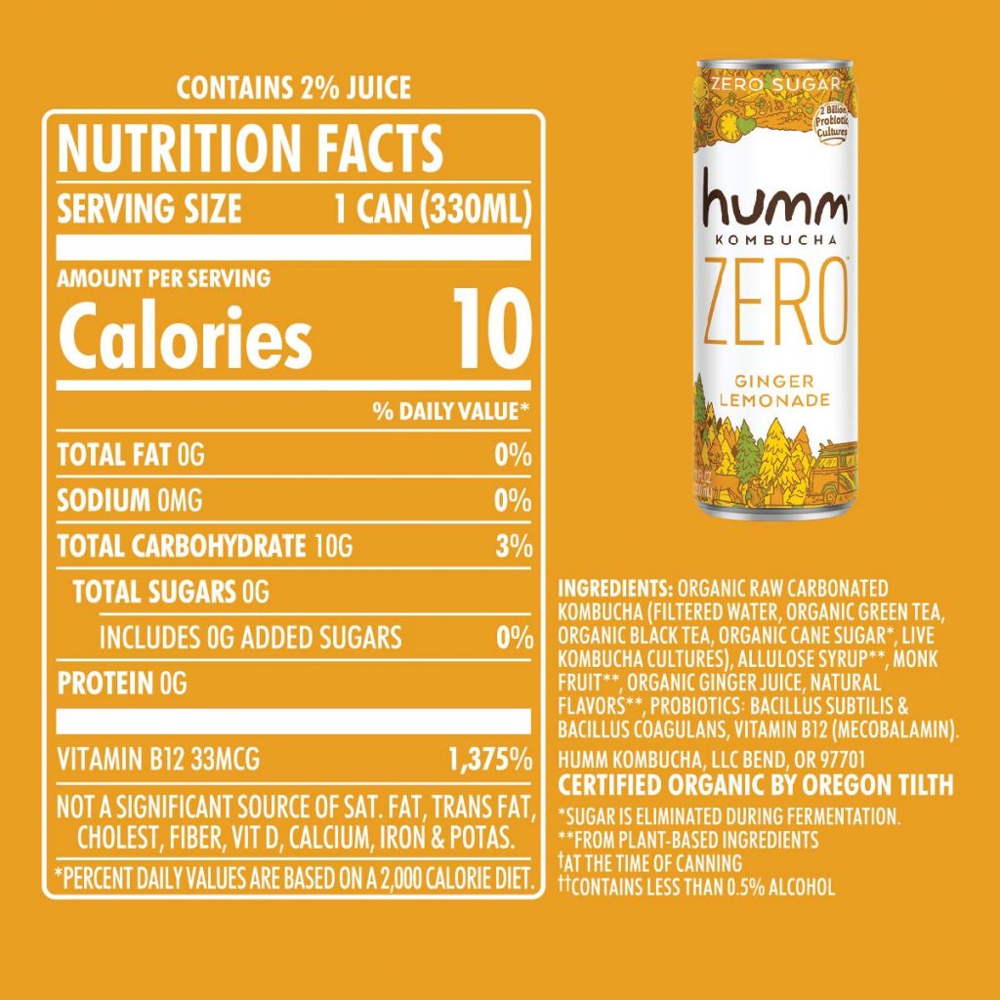 CONTAINS 2% JUICE
NUTRITION FACTS
SERVING SIZE 1 CAN (330ML)
AMOUNT PER SERVING
Calories 10
% DAILY VALUE*
TOTAL FAT 0G 0%
SODIUM 0MG 0%
TOTAL CARBOHYDRATE 10G 3%
TOTAL SUGARS 0G
INCLUDES 0G ADDED SUGARS 0%
PROTEIN 0G
VITAMIN B12 33MCG 1,375%
NOT A SIGNIFICANT SOURCE OF SAT. FAT, TRANS FAT,
CHOLEST, FIBER, VIT D, CALCIUM, IRON & POTAS.
*PERCENT DAILY VALUES ARE BASED ON A 2,000 CALORIE DIET.
ZERO SUGAR
2 Billion
Probiotic
Cultures
humm®
KOMBUCHA
ZERO™
GINGER
LEMONADE
INGREDIENTS: ORGANIC RAW CARBONATED
KOMBUCHA (FILTERED WATER, ORGANIC GREEN TEA,
ORGANIC BLACK TEA, ORGANIC CANE SUGAR*, LIVE
KOMBUCHA CULTURES), ALLULOSE SYRUP**, MONK
FRUIT**, ORGANIC GINGER JUICE, NATURAL
FLAVORS**, PROBIOTICS: BACILLUS SUBTILIS &
BACILLUS COAGULANS, VITAMIN B12 (MECOBALAMIN).
HUMM KOMBUCHA, LLC BEND, OR 97701
CERTIFIED ORGANIC BY OREGON TILTH
*SUGAR IS ELIMINATED DURING FERMENTATION.
**FROM PLANT-BASED INGREDIENTS
†AT THE TIME OF CANNING
††CONTAINS LESS THAN 0.5% ALCOHOL